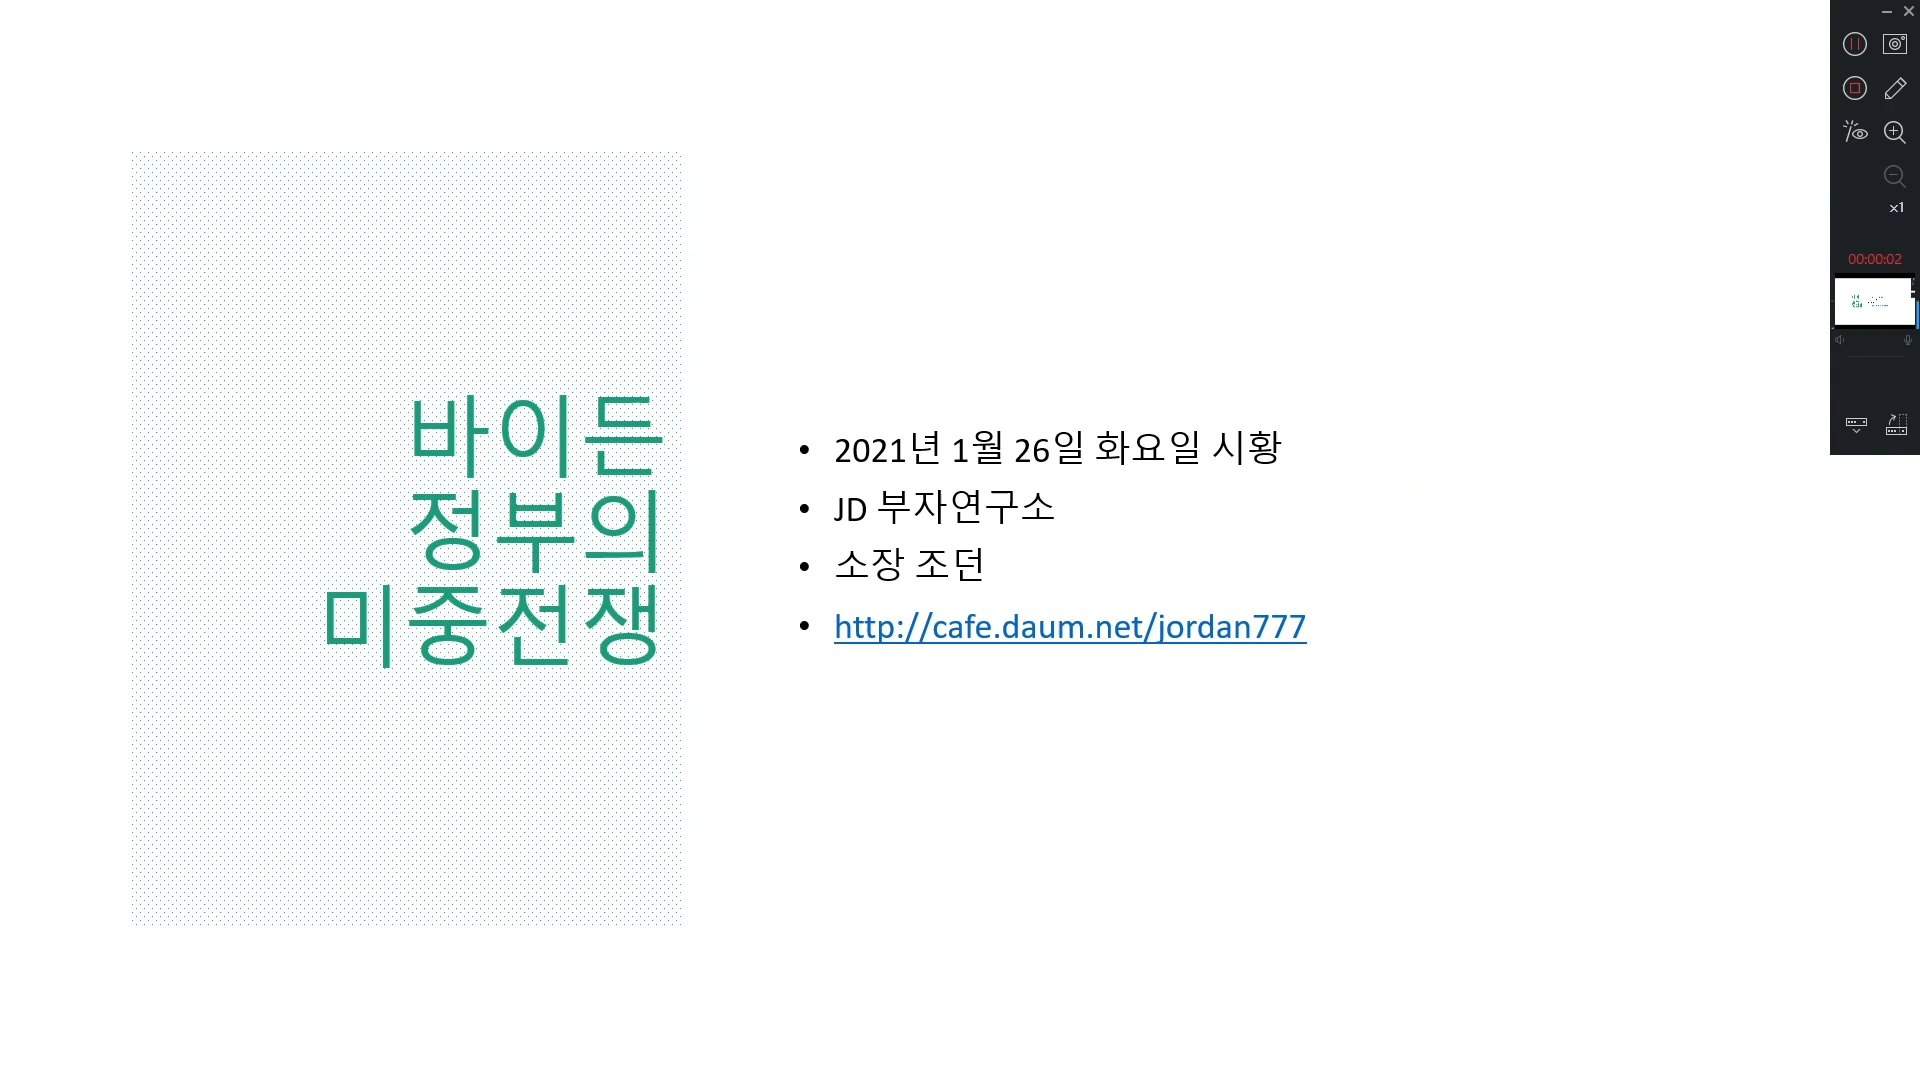 바이든
정부의
미중전쟁
• 2021년 1월 26일 화요일 시황
• JD 부자연구소
• 소장 조던
• http://cafe.daum.net/jordan777
x1
00:00:02